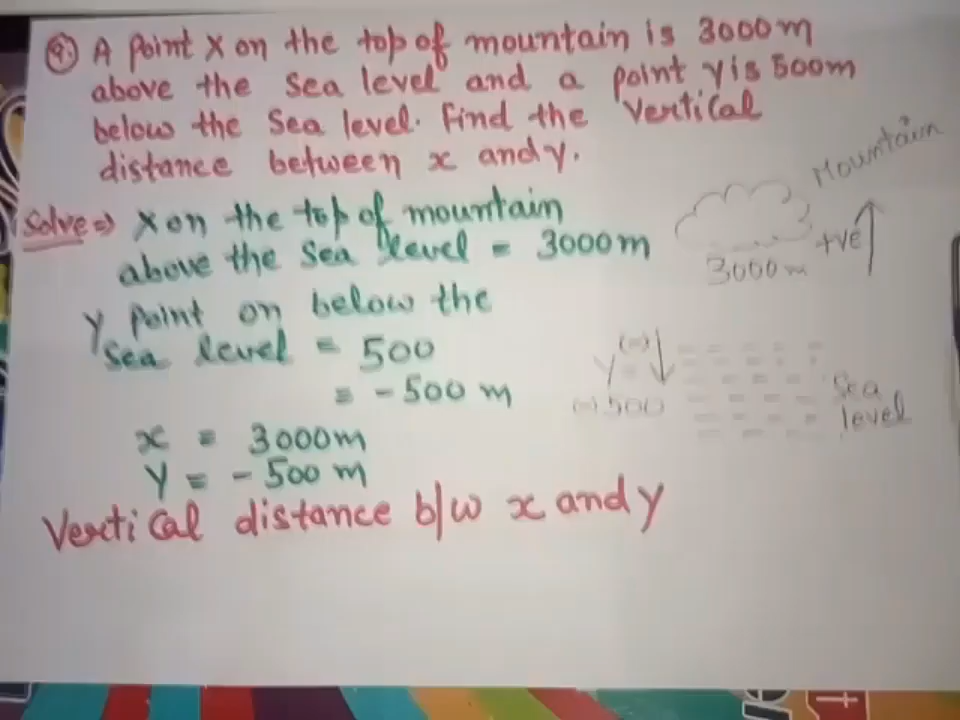 Q. A Point X on the top of mountain is 3000m
above the Sea level and a point y is 500m
below the Sea level. Find the Vertical
distance between x and y.
Solve⇒ X on the top of mountain
above the Sea level = 3000m
Y Point on below the
Sea level = 500
= -500 m
x = 3000m
Y = -500 m
Vertical distance b/w x and y
Mountain
+ve
3000m
(-)
Y
(-) 500
Sea
level